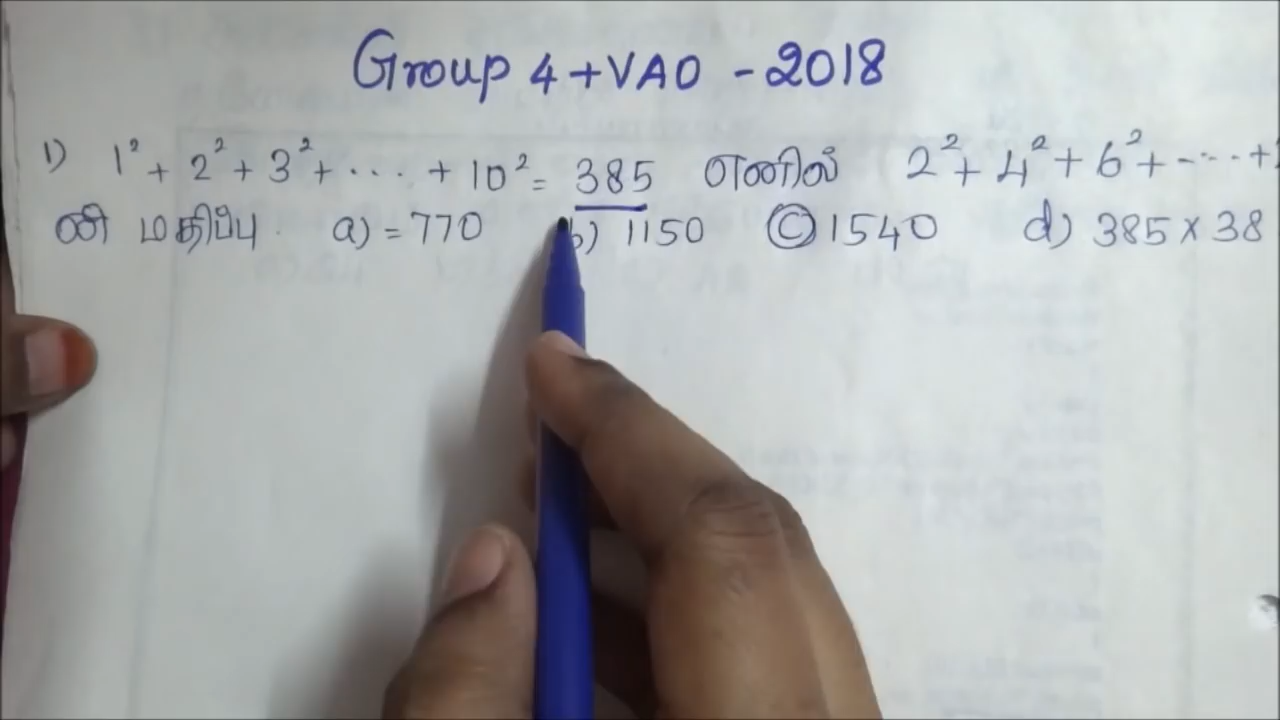 Group 4 + VAO - 2018
1) 1² + 2² + 3² + .... + 10² = 385 எனில் 2² + 4² + 6² + - ... +
ன் மதிப்பு. a) = 770 b) 1150 C 1540 d) 385 x 38